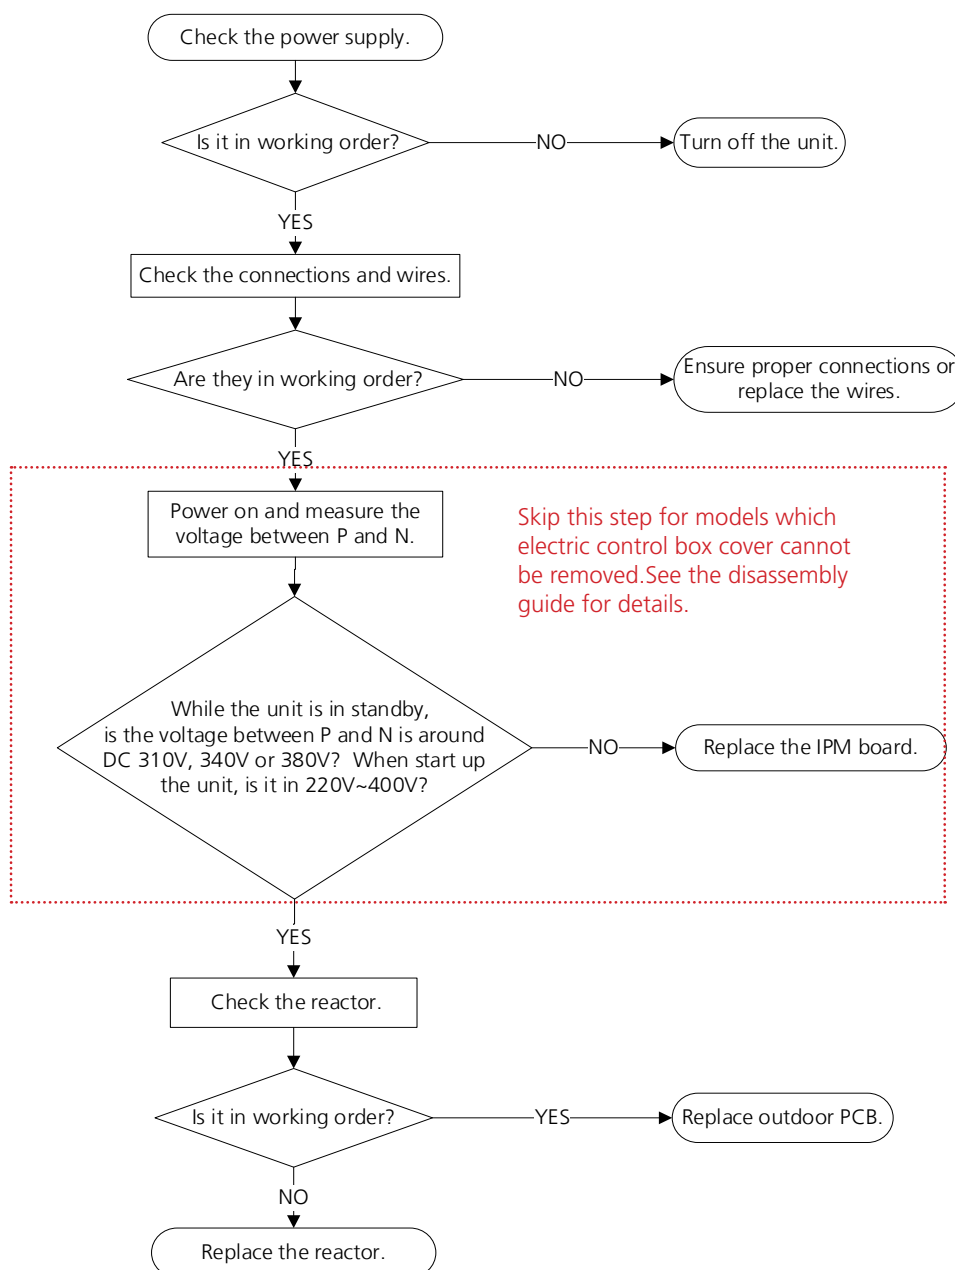 Check the power supply.
Is it in working order?
NO
Turn off the unit.
YES
Check the connections and wires.
Are they in working order?
NO
Ensure proper connections or
replace the wires.
YES
Power on and measure the
voltage between P and N.
Skip this step for models which
electric control box cover cannot
be removed.See the disassembly
guide for details.
While the unit is in standby,
is the voltage between P and N is around
DC 310V, 340V or 380V?  When start up
the unit, is it in 220V~400V?
NO
Replace the IPM board.
YES
Check the reactor.
Is it in working order?
YES
Replace outdoor PCB.
NO
Replace the reactor.